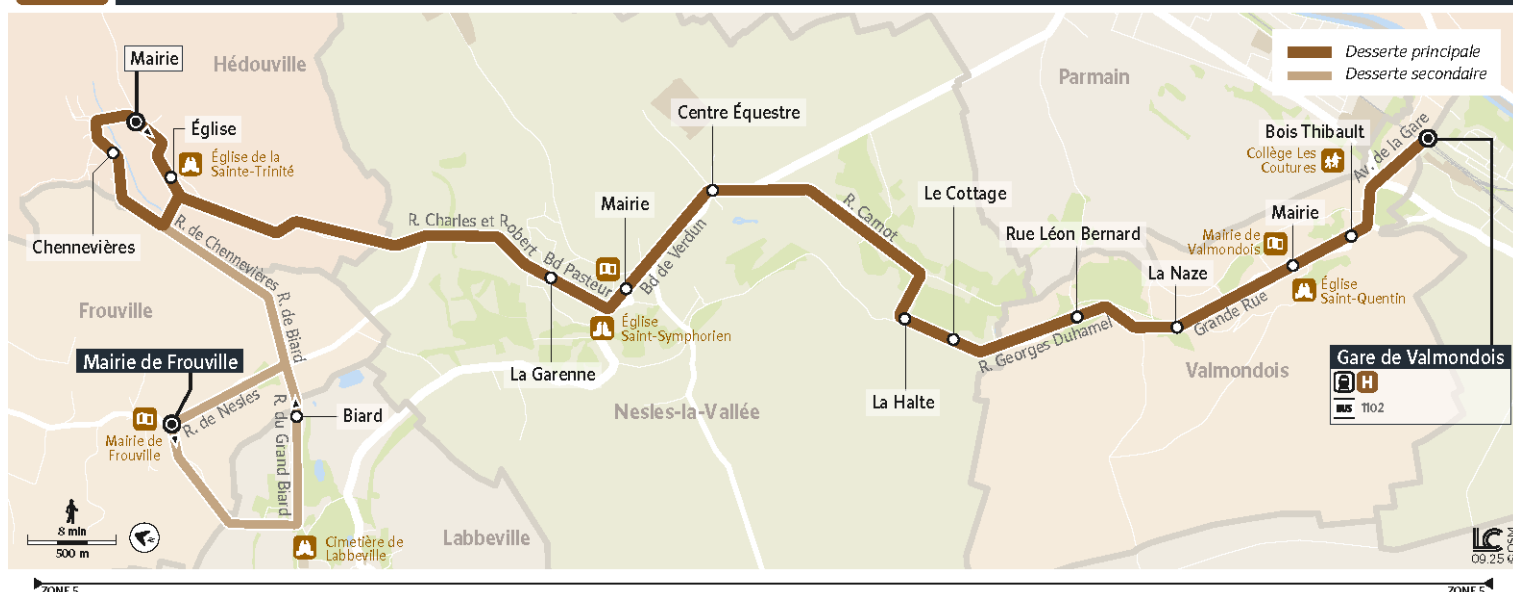 Mairie
Hédouville
Église
Église de la
Sainte-Trinité
Chennevières
R. de Chennevières
R. de Biard
Frouville
Mairie de Frouville
R. de Nesles
Mairie de
Frouville
R. du Grand Biard
Biard
Cimetière de
Labbeville
Labbeville
8 min
500 m
R. Charles et Robert
Bd Pasteur
La Garenne
Mairie
Bd de Verdun
Église
Saint-Symphorien
Nesles-la-Vallée
Centre Équestre
R. Carnot
La Halte
Le Cottage
R. Georges Duhamel
Rue Léon Bernard
La Naze
Grande Rue
Mairie de
Valmondois
Mairie
Église
Saint-Quentin
Valmondois
Parmain
Collège Les
Coutures
Bois Thibault
Av. de la Gare
Gare de Valmondois
H
BUS 1102
Desserte principale
Desserte secondaire
LC
09.25
OSM
ZONE 5
ZONE 5